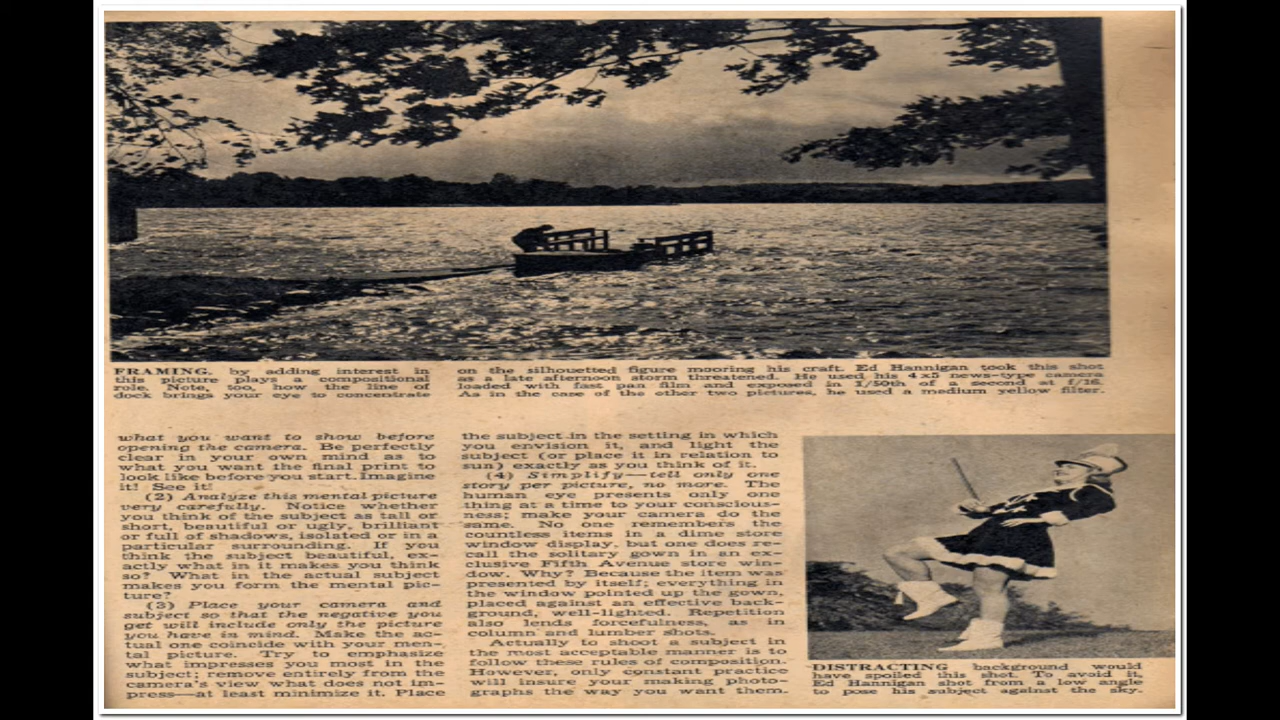 FRAMING. by adding interest in
this picture plays a compositional
role. Note, too, how the line of
dock brings your eye to concentrate
on the silhouetted figure mooring his craft. Ed Hannigan took this shot
as a late afternoon storm threatened. He used his 4x5 news-type camera
loaded with fast pan film and exposed in 1/50th of a second at f/16.
As in the case of the other two pictures, he used a medium yellow filter.
what you want to show before
opening the camera. Be perfectly
clear in your own mind as to
what you want the final print to
look like before you start. Imagine
it! See it!
(2) Analyze this mental picture
very carefully. Notice whether
you think of the subject as tall or
short, beautiful or ugly, brilliant
or full of shadows, isolated or in a
particular surrounding. If you
think the subject beautiful, ex-
actly what in it makes you think
so? What in the actual subject
makes you form the mental pic-
ture?
(3) Place your camera and
subject so that the negative you
get will include only the picture
you have in mind. Make the ac-
tual one coincide with your men-
tal picture. Try to emphasize
what impresses you most in the
subject; remove entirely from the
camera's view what does not im-
press—at least minimize it. Place
the subject in the setting in which
you envision it, and light the
subject (or place it in relation to
sun) exactly as you think of it.
(4) Simplify—tell only one
story per picture, no more. The
human eye presents only one
thing at a time to your conscious-
ness; make your camera do the
same. No one remembers the
countless items in a dime store
window display, but one does re-
call the solitary gown in an ex-
clusive Fifth Avenue store win-
dow. Why? Because the item was
presented by itself; everything in
the window pointed up the gown,
placed against an effective back-
ground, well-lighted. Repetition
also lends forcefulness, as in
column and lumber shots.
Actually to shoot a subject in
the most acceptable manner is to
follow these rules of composition.
However, only constant practice
will insure your making photo-
graphs the way you want them.
DISTRACTING background would
have spoiled this shot. To avoid it,
Ed Hannigan shot from a low angle
to pose his subject against the sky.